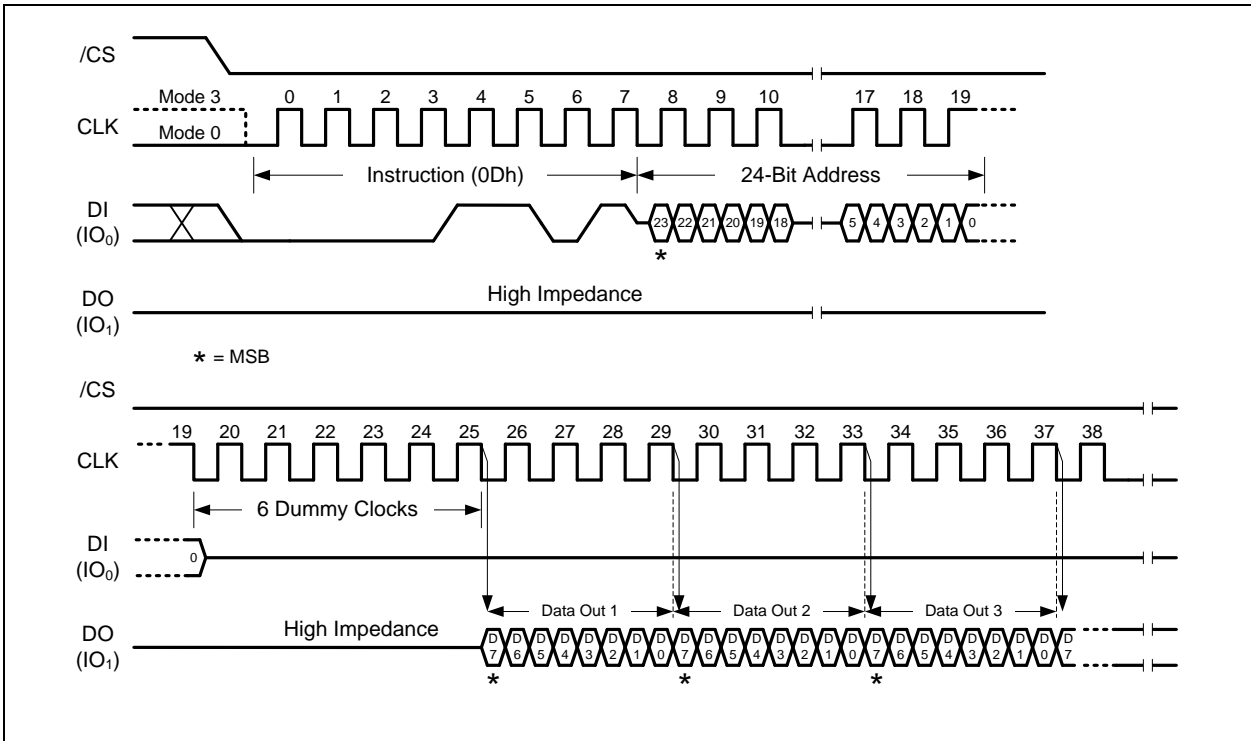 /CS
Mode 3 0 1 2 3 4 5 6 7 8 9 10 17 18 19
CLK
Mode 0
Instruction (0Dh) 24-Bit Address
DI
(IO0) 23 22 21 20 19 18 5 4 3 2 1 0
*
DO High Impedance
(IO1)
* = MSB
/CS
19 20 21 22 23 24 25 26 27 28 29 30 31 32 33 34 35 36 37 38
CLK
6 Dummy Clocks
DI
(IO0) 0
Data Out 1 Data Out 2 Data Out 3
DO High Impedance
(IO1) D7 D6 D5 D4 D3 D2 D1 D0 D7 D6 D5 D4 D3 D2 D1 D0 D7 D6 D5 D4 D3 D2 D1 D0 D7
* * *